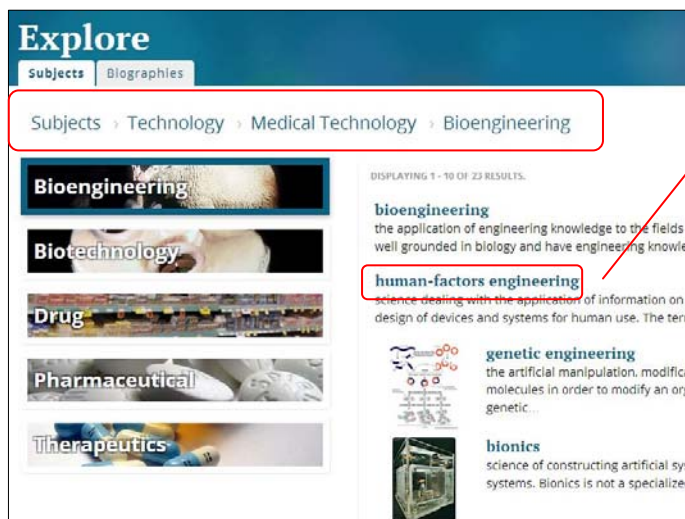 Explore
Subjects
Biographies
Subjects › Technology › Medical Technology › Bioengineering
Bioengineering
Biotechnology
Drug
Pharmaceutical
Therapeutics
DISPLAYING 1 - 10 OF 23 RESULTS.
bioengineering
the application of engineering knowledge to the fields
well grounded in biology and have engineering knowle
human-factors engineering
science dealing with the application of information on
design of devices and systems for human use. The ter
genetic engineering
the artificial manipulation, modifica
molecules in order to modify an org
genetic...
bionics
science of constructing artificial sys
systems. Bionics is not a specialize